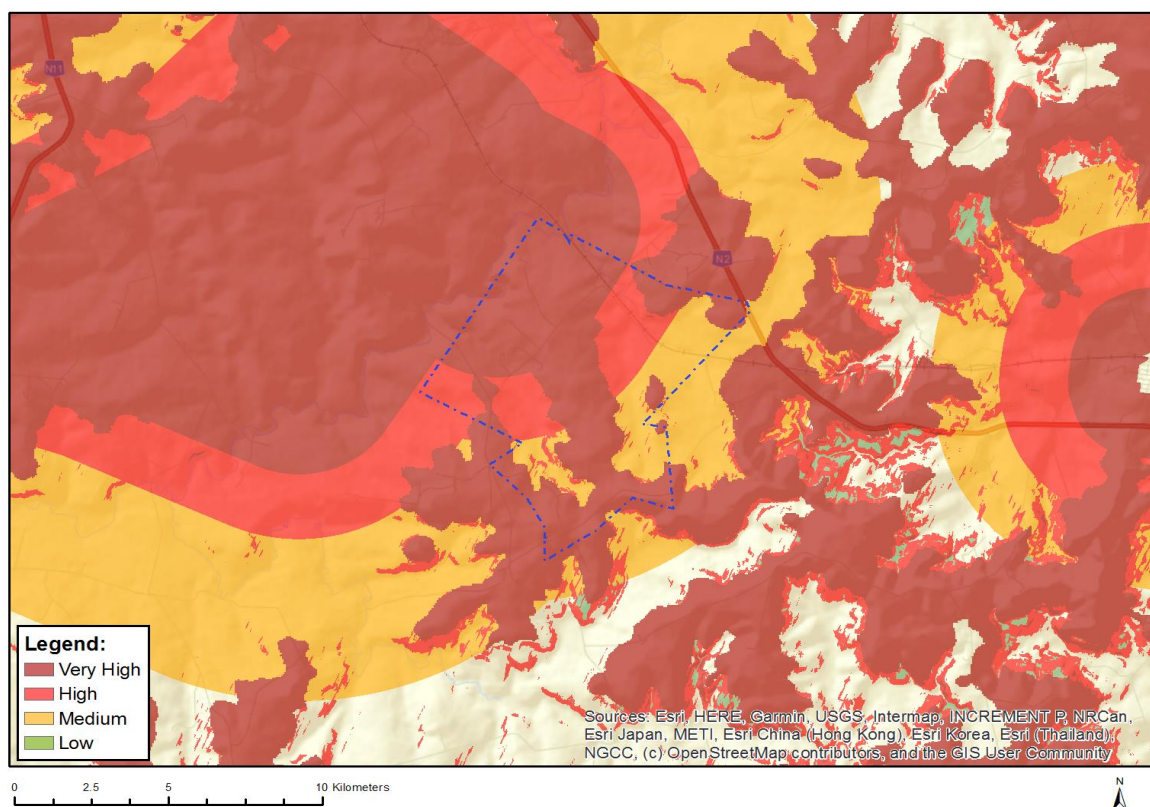 N11
N2
Legend:
Very High
High
Medium
Low
Sources: Esri, HERE, Garmin, USGS, Intermap, INCREMENT P, NRCan,
Esri Japan, METI, Esri China (Hong Kong), Esri Korea, Esri (Thailand),
NGCC, (c) OpenStreetMap contributors, and the GIS User Community
0 2.5 5 10 Kilometers
N